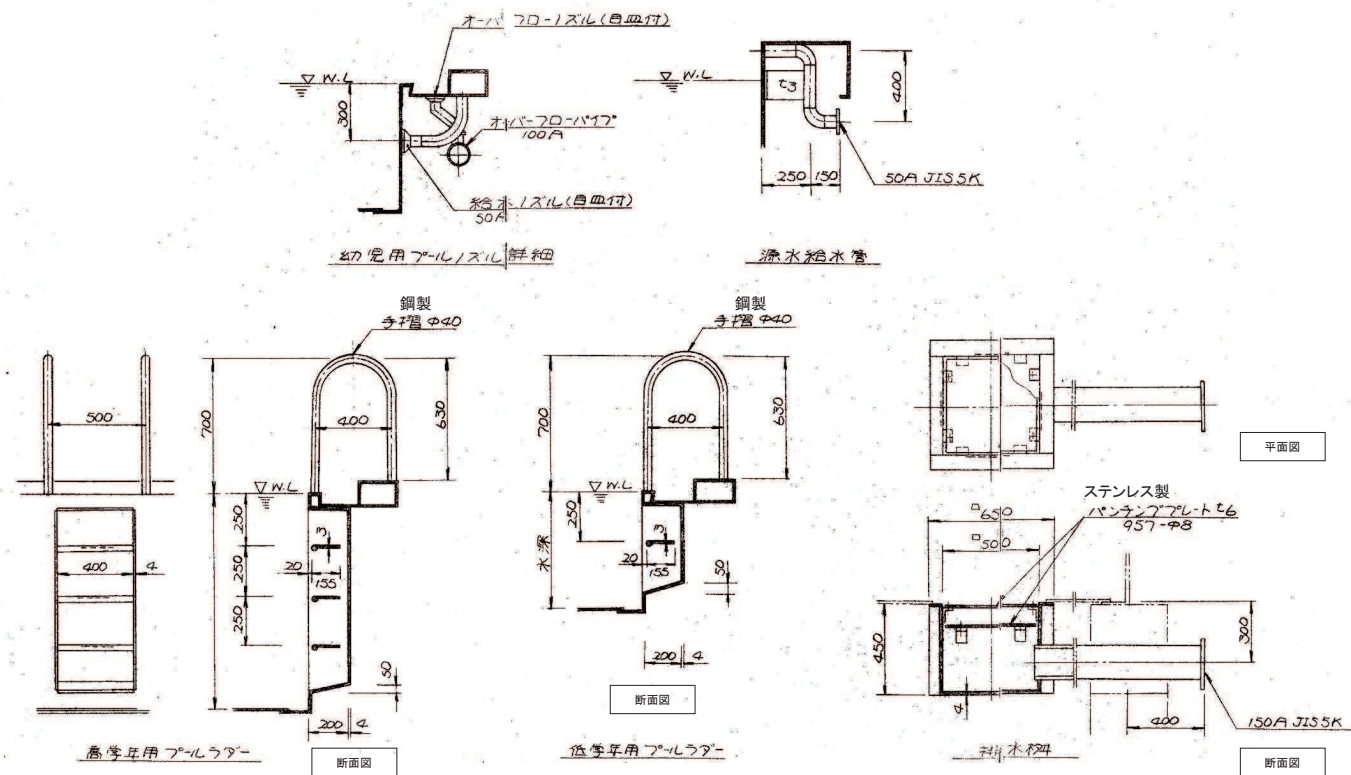 オーバーフローノズル(目皿付)
▽ W.L
300
オーバーフローパイプ
100A
給水ノズル(目皿付)
50A
幼児用プールノズル詳細
▽ W.L
t3
400
250
150
50A JIS5K
源水給水管
500
400
4
鋼製
手摺 Φ40
700
400
630
▽ W.L
250
250
250
3
20
155
50
200
4
高学年用プールラダー
断面図
鋼製
手摺 Φ40
700
400
630
▽ W.L
250
水深
3
20
155
50
200
4
断面図
低学年用プールラダー
平面図
ステンレス製
パンチングプレート t6
957-Φ8
□650
□500
450
4
300
400
150A JIS5K
排水桝
断面図